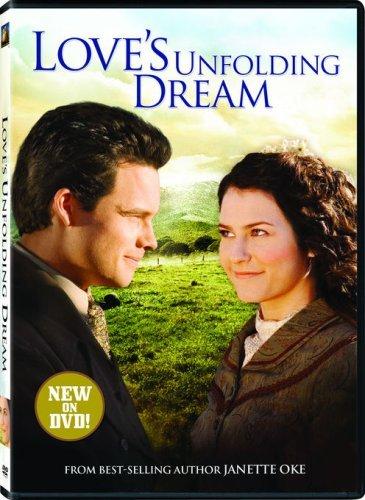 LOVE'S UNFOLDING
DREAM
LOVE'S UNFOLDING DREAM
NEW
ON
DVD!
FROM BEST-SELLING AUTHOR JANETTE OKE